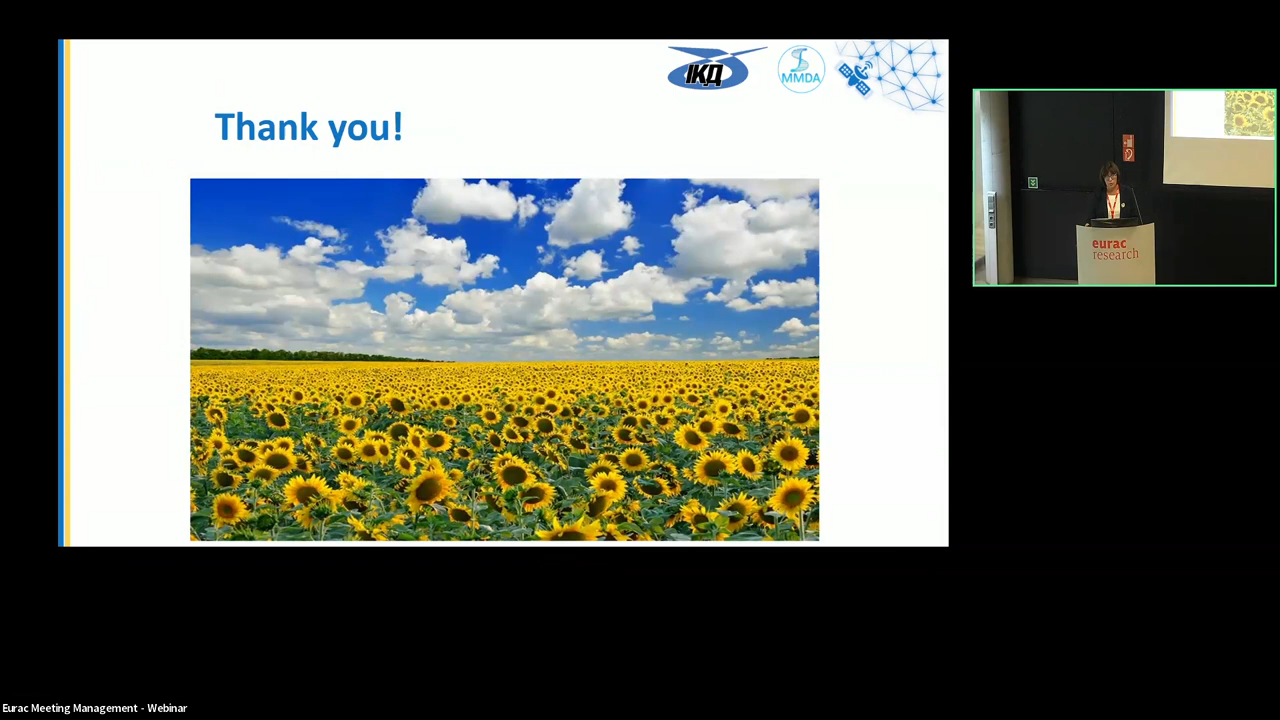 ІКД
MMDA
Thank you!
eurac
research
Eurac Meeting Management - Webinar